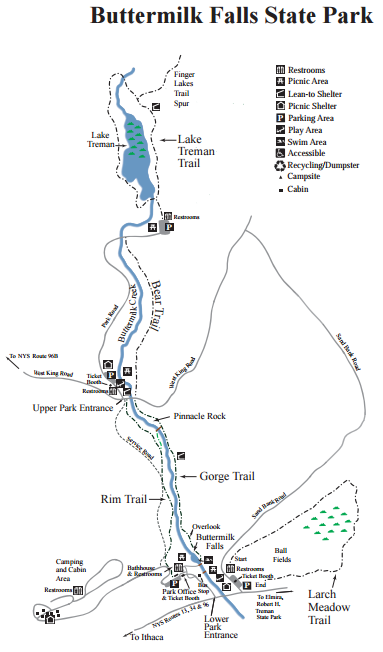 Buttermilk Falls State Park
Finger
Lakes
Trail
Spur
Restrooms
Picnic Area
Lean-to Shelter
Picnic Shelter
P Parking Area
Play Area
Swim Area
Accessible
Recycling/Dumpster
Campsite
Cabin
Lake
Treman
Lake
Treman
Trail
Restrooms
P
Park Road
Buttermilk Creek
Bear Trail
Sand Bank Road
To NYS Route 96B
West King Road
West King Road
Ticket
Booth
P
Restrooms
Upper Park Entrance
Pinnacle Rock
Service Road
Gorge Trail
Rim Trail
Sand Bank Road
Overlook
Buttermilk
Falls
Ball
Fields
Start
Restrooms
Ticket Booth
P End
Camping
and Cabin
Area
Restrooms
Bathhouse
& Restrooms
P
Park Office
& Ticket Booth
Bus
Stop
NYS Routes 13, 34 & 96
To Ithaca
Lower
Park
Entrance
To Elmira,
Robert H.
Treman
State Park
Larch
Meadow
Trail